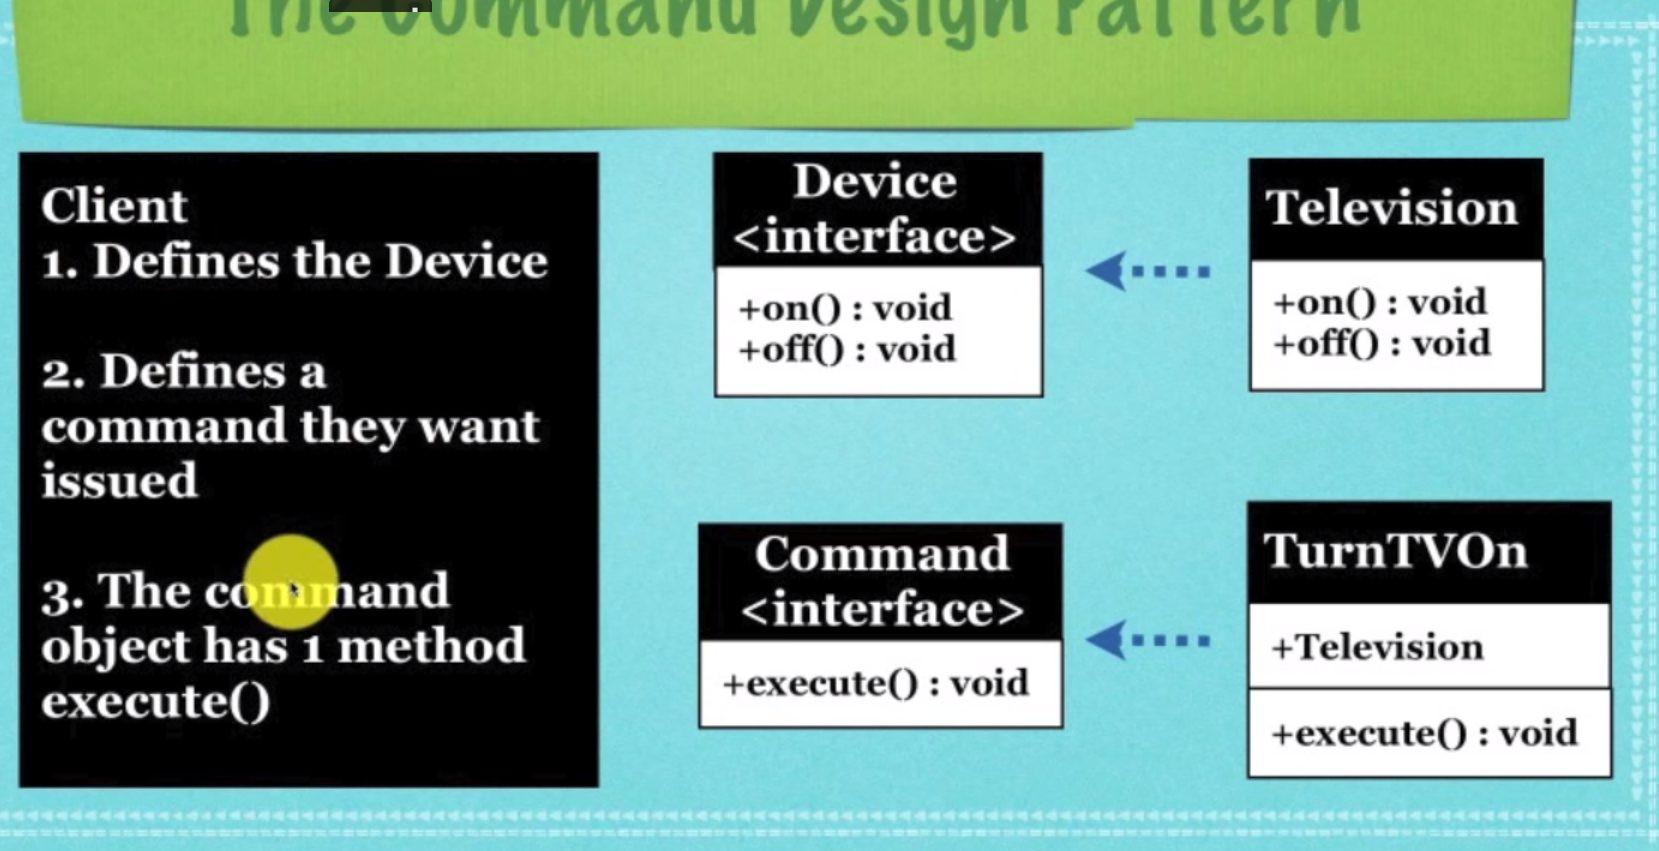 The Command Design Pattern
Client
1. Defines the Device
2. Defines a
command they want
issued
3. The command
object has 1 method
execute()
Device
<interface>
+on() : void
+off() : void
Television
+on() : void
+off() : void
Command
<interface>
+execute() : void
TurnTVOn
+Television
+execute() : void